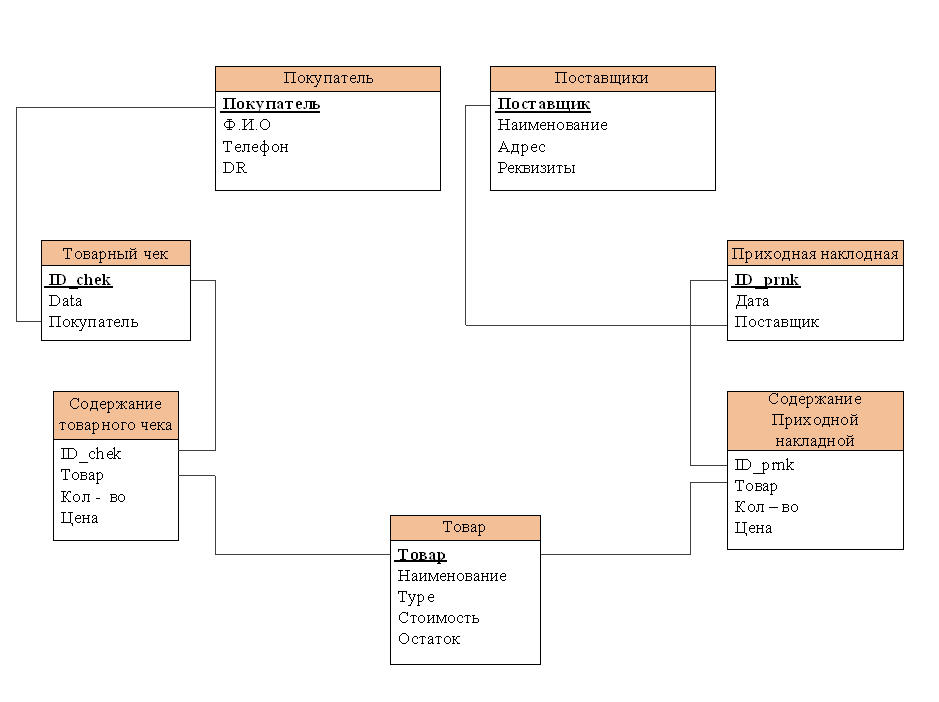 Покупатель
Покупатель
Ф.И.О
Телефон
DR
Поставщики
Поставщик
Наименование
Адрес
Реквизиты
Товарный чек
ID_chek
Data
Покупатель
Приходная наклодная
ID_prnk
Дата
Поставщик
Содержание
товарного чека
ID_chek
Товар
Кол - во
Цена
Содержание
Приходной
накладной
ID_prnk
Товар
Кол – во
Цена
Товар
Товар
Наименование
Type
Стоимость
Остаток